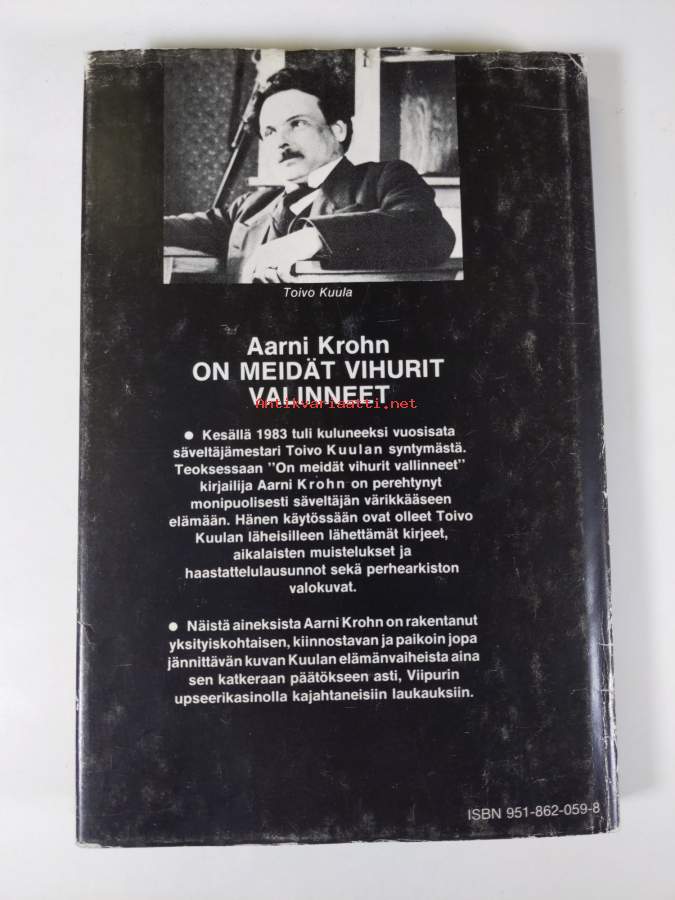 Toivo Kuula
Aarni Krohn
ON MEIDÄT VIHURIT
VALINNEET
Antikvariaatti.net
● Kesällä 1983 tuli kuluneeksi vuosisata
säveltäjämestari Toivo Kuulan syntymästä.
Teoksessaan "On meidät vihurit vallinneet"
kirjailija Aarni Krohn on perehtynyt
monipuolisesti säveltäjän värikkääseen
elämään. Hänen käytössään ovat olleet Toivo
Kuulan läheisilleen lähettämät kirjeet,
aikalaisten muistelukset ja
haastattelulausunnot sekä perhearkiston
valokuvat.
● Näistä aineksista Aarni Krohn on rakentanut
yksityiskohtaisen, kiinnostavan ja paikoin jopa
jännittävän kuvan Kuulan elämänvaiheista aina
sen katkeraan päätökseen asti, Viipurin
upseerikasinolla kajahtaneisiin laukauksiin.
ISBN 951-862-059-8